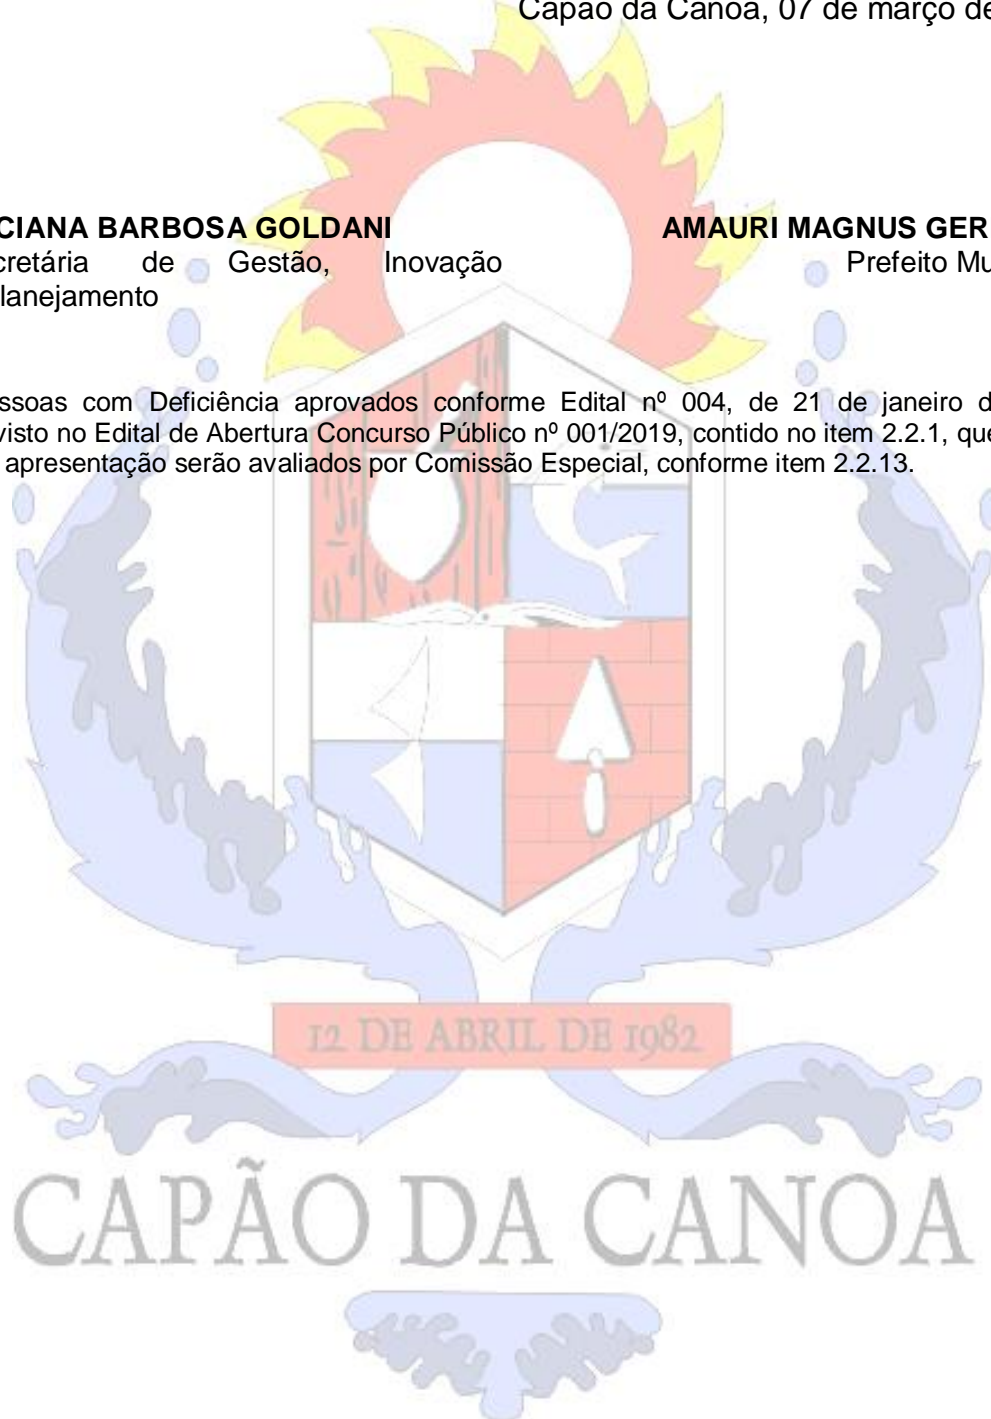 Capão da Canoa, 07 de março de
CIANA BARBOSA GOLDANI AMAURI MAGNUS GER
cretária de Gestão, Inovação Prefeito Mu
lanejamento
ssoas com Deficiência aprovados conforme Edital nº 004, de 21 de janeiro d
visto no Edital de Abertura Concurso Público nº 001/2019, contido no item 2.2.1, que
apresentação serão avaliados por Comissão Especial, conforme item 2.2.13.
12 DE ABRIL DE 1982
CAPÃO DA CANOA